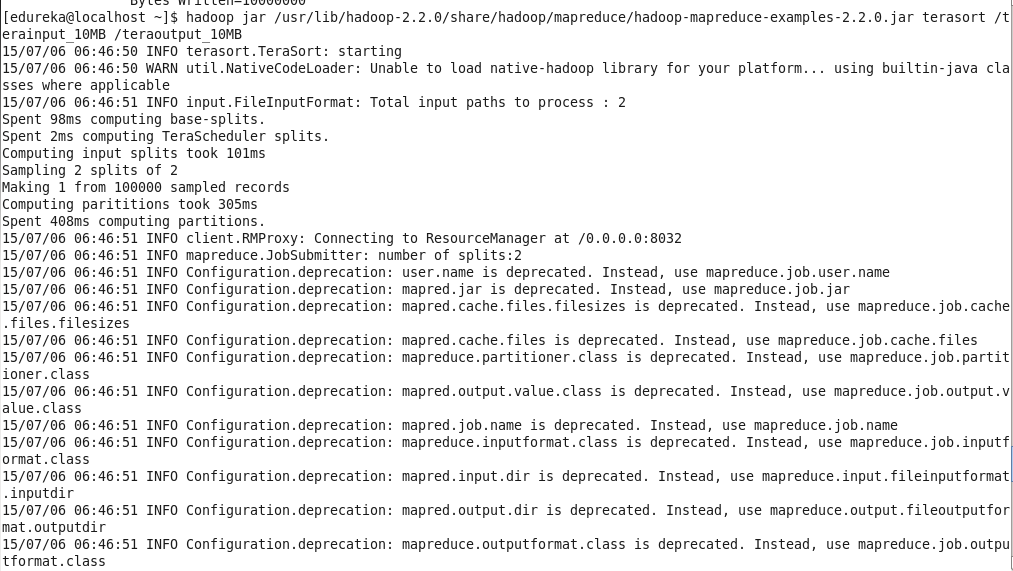 Bytes Written=10000000
[edureka@localhost ~]$ hadoop jar /usr/lib/hadoop-2.2.0/share/hadoop/mapreduce/hadoop-mapreduce-examples-2.2.0.jar terasort /t
erainput_10MB /teraoutput_10MB
15/07/06 06:46:50 INFO terasort.TeraSort: starting
15/07/06 06:46:50 WARN util.NativeCodeLoader: Unable to load native-hadoop library for your platform... using builtin-java cla
sses where applicable
15/07/06 06:46:51 INFO input.FileInputFormat: Total input paths to process : 2
Spent 98ms computing base-splits.
Spent 2ms computing TeraScheduler splits.
Computing input splits took 101ms
Sampling 2 splits of 2
Making 1 from 100000 sampled records
Computing parititions took 305ms
Spent 408ms computing partitions.
15/07/06 06:46:51 INFO client.RMProxy: Connecting to ResourceManager at /0.0.0.0:8032
15/07/06 06:46:51 INFO mapreduce.JobSubmitter: number of splits:2
15/07/06 06:46:51 INFO Configuration.deprecation: user.name is deprecated. Instead, use mapreduce.job.user.name
15/07/06 06:46:51 INFO Configuration.deprecation: mapred.jar is deprecated. Instead, use mapreduce.job.jar
15/07/06 06:46:51 INFO Configuration.deprecation: mapred.cache.files.filesizes is deprecated. Instead, use mapreduce.job.cache
.files.filesizes
15/07/06 06:46:51 INFO Configuration.deprecation: mapred.cache.files is deprecated. Instead, use mapreduce.job.cache.files
15/07/06 06:46:51 INFO Configuration.deprecation: mapreduce.partitioner.class is deprecated. Instead, use mapreduce.job.partit
ioner.class
15/07/06 06:46:51 INFO Configuration.deprecation: mapred.output.value.class is deprecated. Instead, use mapreduce.job.output.v
alue.class
15/07/06 06:46:51 INFO Configuration.deprecation: mapred.job.name is deprecated. Instead, use mapreduce.job.name
15/07/06 06:46:51 INFO Configuration.deprecation: mapreduce.inputformat.class is deprecated. Instead, use mapreduce.job.inputf
ormat.class
15/07/06 06:46:51 INFO Configuration.deprecation: mapred.input.dir is deprecated. Instead, use mapreduce.input.fileinputformat
.inputdir
15/07/06 06:46:51 INFO Configuration.deprecation: mapred.output.dir is deprecated. Instead, use mapreduce.output.fileoutputfor
mat.outputdir
15/07/06 06:46:51 INFO Configuration.deprecation: mapreduce.outputformat.class is deprecated. Instead, use mapreduce.job.outpu
tformat.class